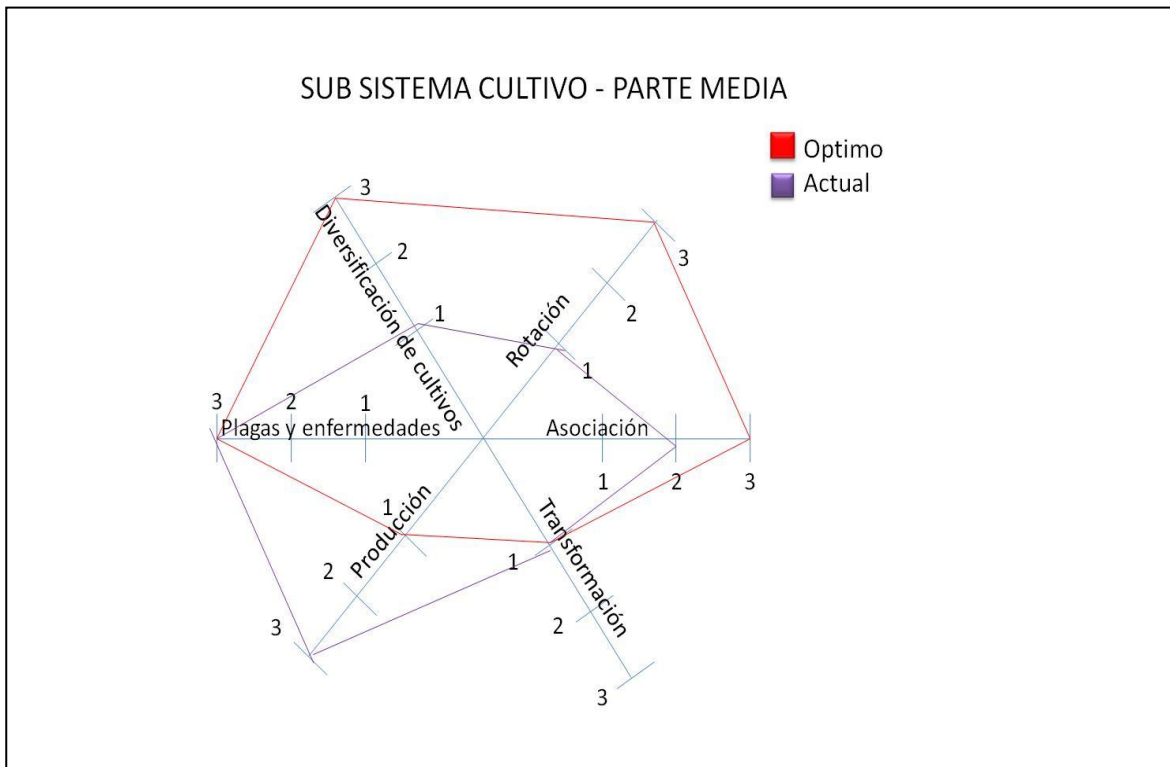 SUB SISTEMA CULTIVO - PARTE MEDIA
Optimo
Actual
3
2
1
Diversificación de cultivos
3
2
1
Rotación
3
2
1
Plagas y enfermedades
Asociación
1
2
3
1
2
3
Producción
1
2
3
Transformación